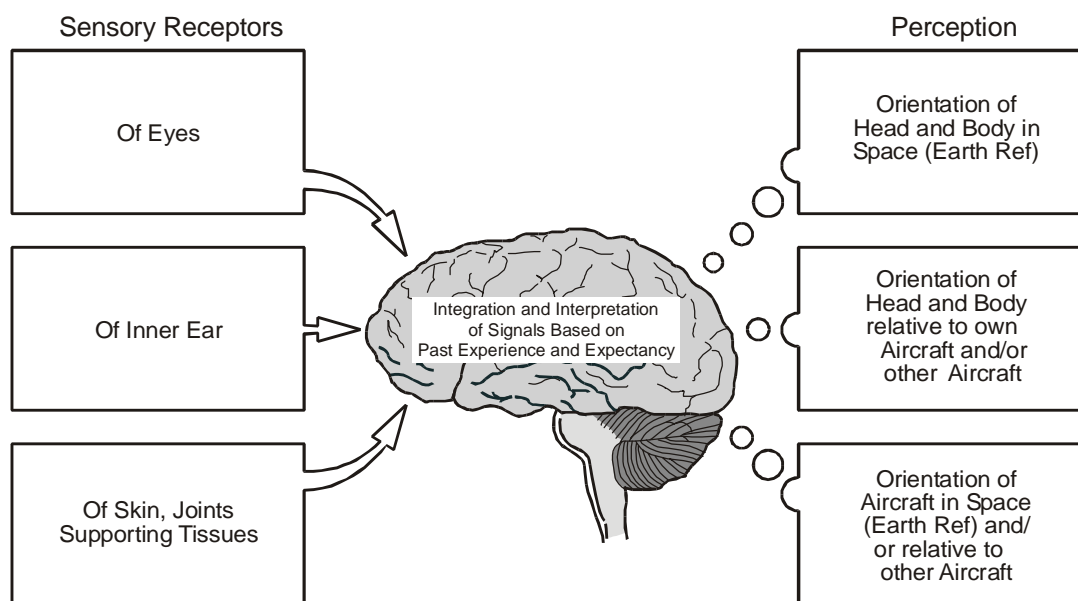 Sensory Receptors
Of Eyes
Of Inner Ear
Of Skin, Joints
Supporting Tissues
Integration and Interpretation
of Signals Based on
Past Experience and Expectancy
Perception
Orientation of
Head and Body in
Space (Earth Ref)
Orientation of
Head and Body
relative to own
Aircraft and/or
other Aircraft
Orientation of
Aircraft in Space
(Earth Ref) and/
or relative to
other Aircraft